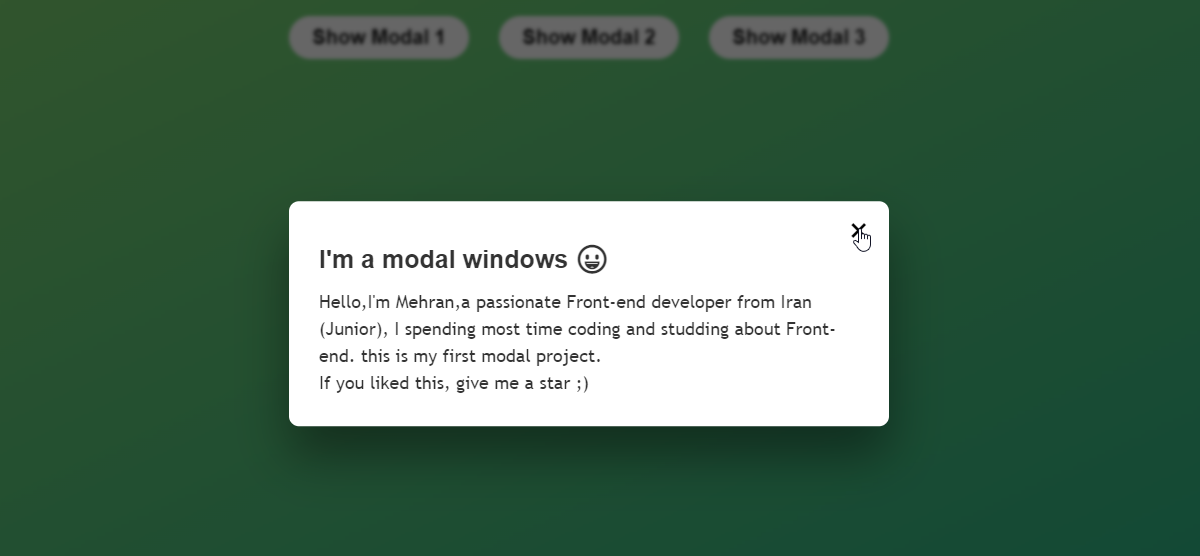 Show Modal 1 Show Modal 2 Show Modal 3
I'm a modal windows
Hello,I'm Mehran,a passionate Front-end developer from Iran
(Junior), I spending most time coding and studding about Front-
end. this is my first modal project.
If you liked this, give me a star ;)